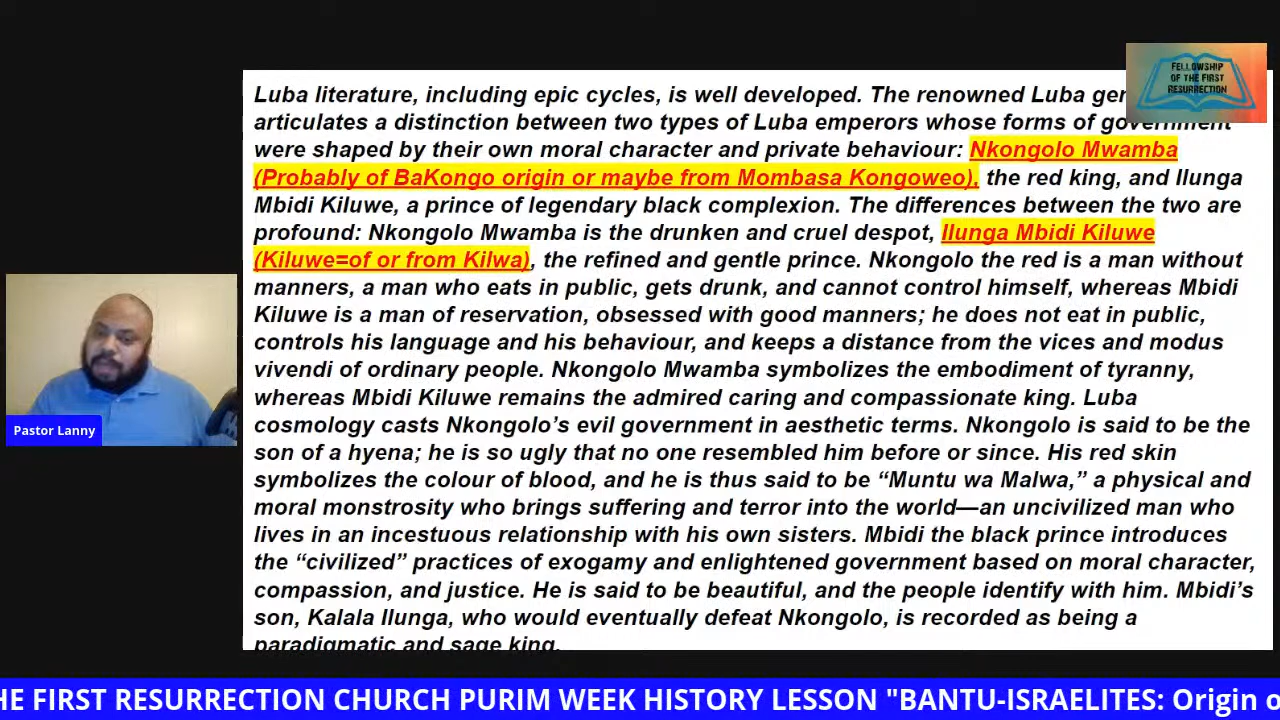 FELLOWSHIP
OF THE FIRST
RESURRECTION
Luba literature, including epic cycles, is well developed. The renowned Luba
articulates a distinction between two types of Luba emperors whose forms of government
were shaped by their own moral character and private behaviour: Nkongolo Mwamba
(Probably of BaKongo origin or maybe from Mombasa Kongoweo), the red king, and Ilunga
Mbidi Kiluwe, a prince of legendary black complexion. The differences between the two are
profound: Nkongolo Mwamba is the drunken and cruel despot, Ilunga Mbidi Kiluwe
(Kiluwe=of or from Kilwa), the refined and gentle prince. Nkongolo the red is a man without
manners, a man who eats in public, gets drunk, and cannot control himself, whereas Mbidi
Kiluwe is a man of reservation, obsessed with good manners; he does not eat in public,
controls his language and his behaviour, and keeps a distance from the vices and modus
vivendi of ordinary people. Nkongolo Mwamba symbolizes the embodiment of tyranny,
whereas Mbidi Kiluwe remains the admired caring and compassionate king. Luba
cosmology casts Nkongolo's evil government in aesthetic terms. Nkongolo is said to be the
son of a hyena; he is so ugly that no one resembled him before or since. His red skin
symbolizes the colour of blood, and he is thus said to be “Muntu wa Malwa,” a physical and
moral monstrosity who brings suffering and terror into the world—an uncivilized man who
lives in an incestuous relationship with his own sisters. Mbidi the black prince introduces
the “civilized” practices of exogamy and enlightened government based on moral character,
compassion, and justice. He is said to be beautiful, and the people identify with him. Mbidi's
son, Kalala Ilunga, who would eventually defeat Nkongolo, is recorded as being a
paradigmatic and sage king.
Pastor Lanny
HE FIRST RESURRECTION CHURCH PURIM WEEK HISTORY LESSON "BANTU-ISRAELITES: Origin o